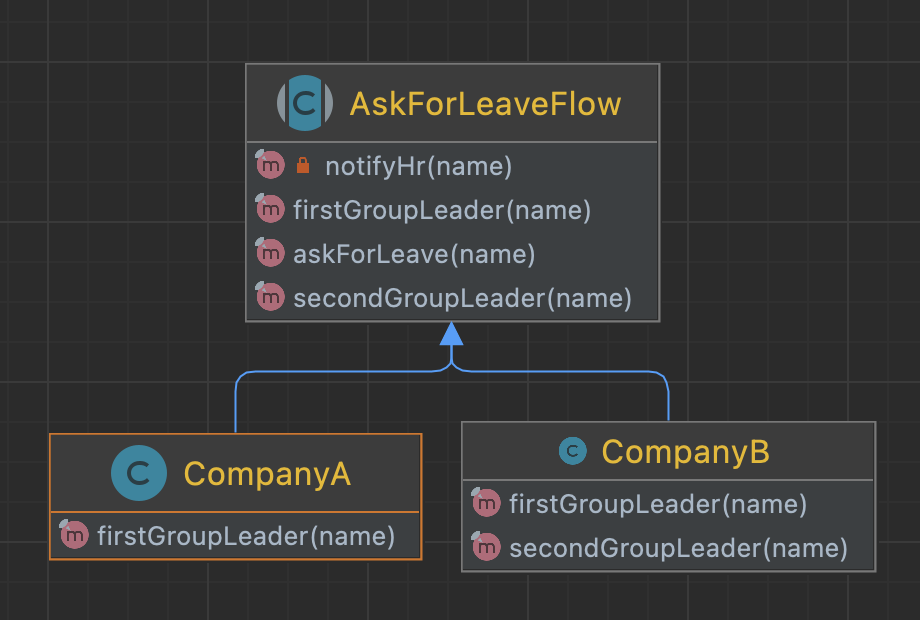 C AskForLeaveFlow
m notifyHr(name)
m firstGroupLeader(name)
m askForLeave(name)
m secondGroupLeader(name)
C CompanyA
m firstGroupLeader(name)
C CompanyB
m firstGroupLeader(name)
m secondGroupLeader(name)